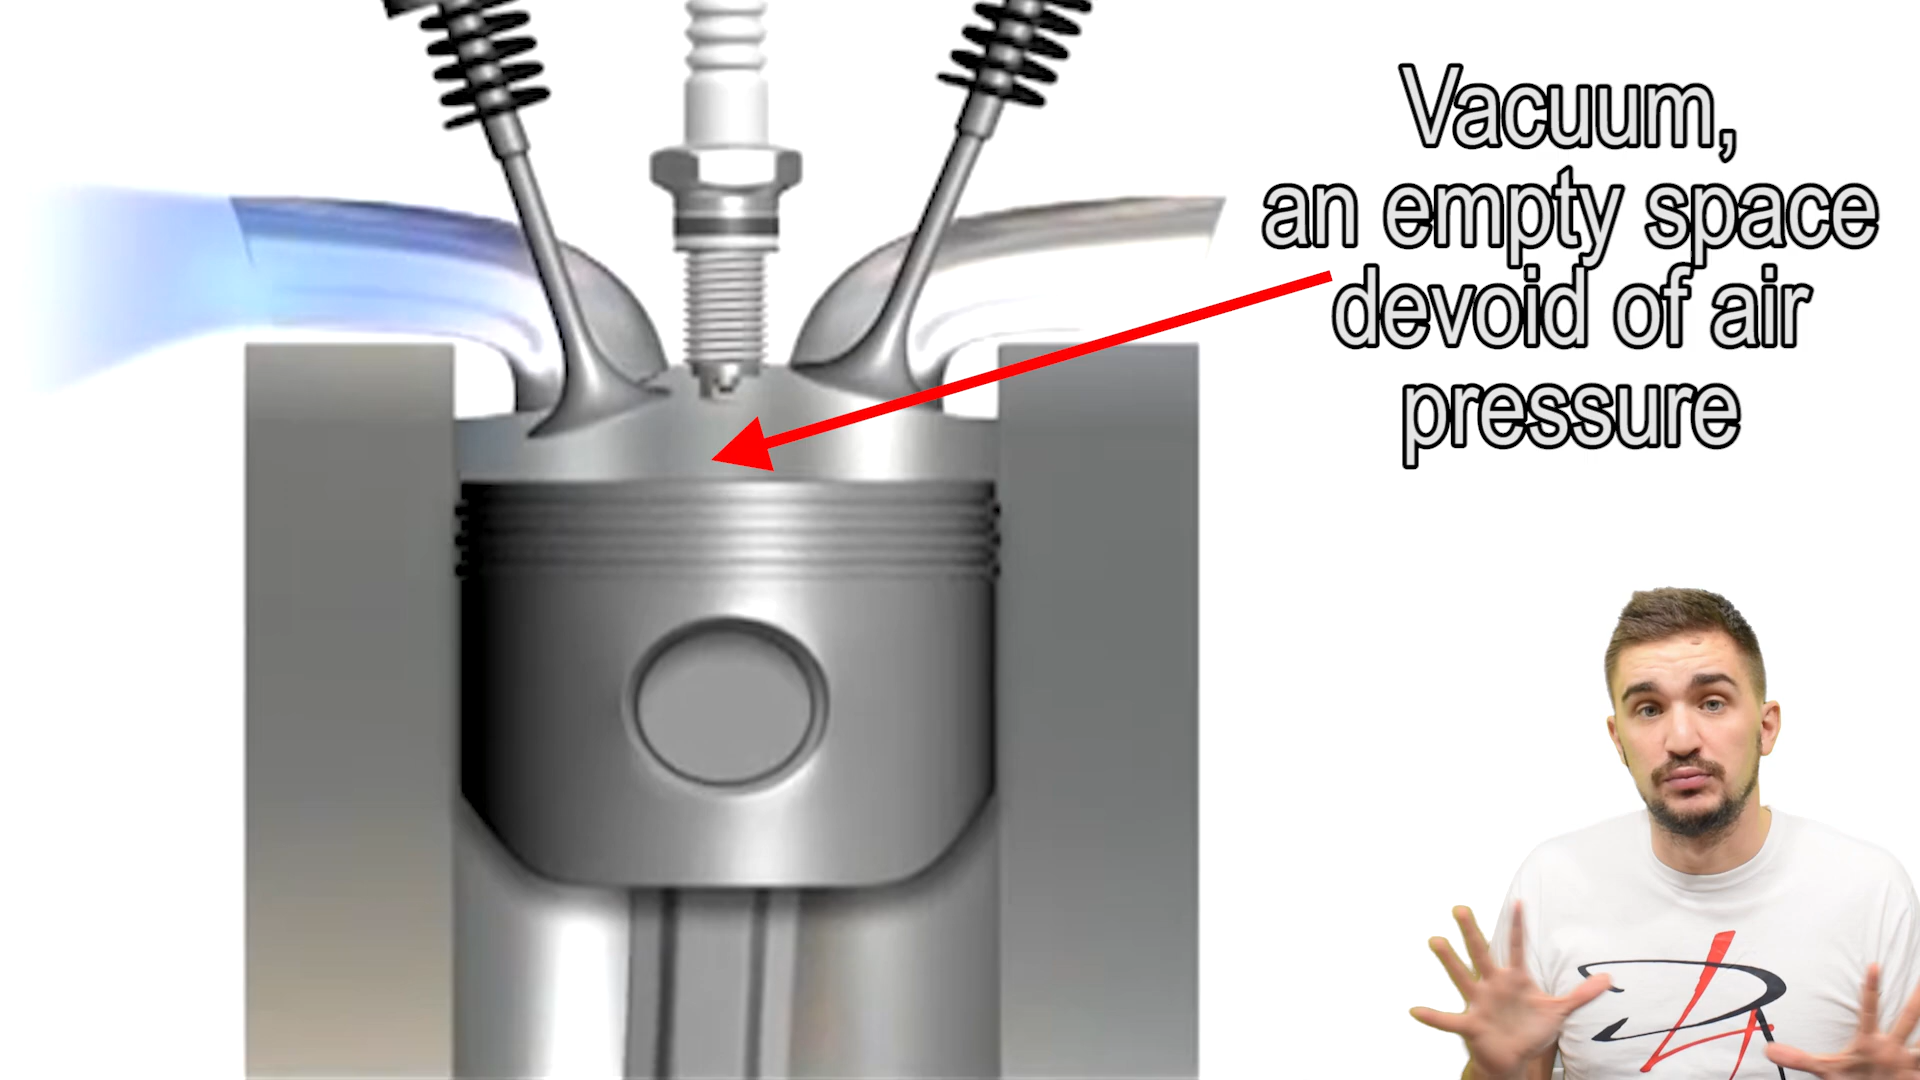 Vacuum,
an empty space
devoid of air
pressure